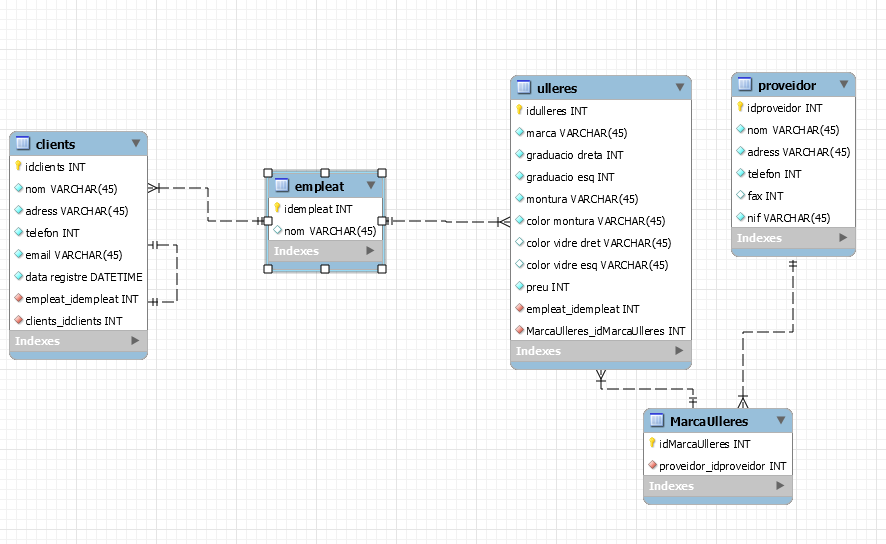 clients
idclients INT
nom VARCHAR(45)
adress VARCHAR(45)
telefon INT
email VARCHAR(45)
data registre DATETIME
empleat_idempleat INT
clients_idclients INT
Indexes
empleat
idempleat INT
nom VARCHAR(45)
Indexes
ulleres
idulleres INT
marca VARCHAR(45)
graduacio dreta INT
graduacio esq INT
montura VARCHAR(45)
color montura VARCHAR(45)
color vidre dret VARCHAR(45)
color vidre esq VARCHAR(45)
preu INT
empleat_idempleat INT
MarcaUlleres_idMarcaUlleres INT
Indexes
proveidor
idproveidor INT
nom VARCHAR(45)
adress VARCHAR(45)
telefon INT
fax INT
nif VARCHAR(45)
Indexes
MarcaUlleres
idMarcaUlleres INT
proveidor_idproveidor INT
Indexes